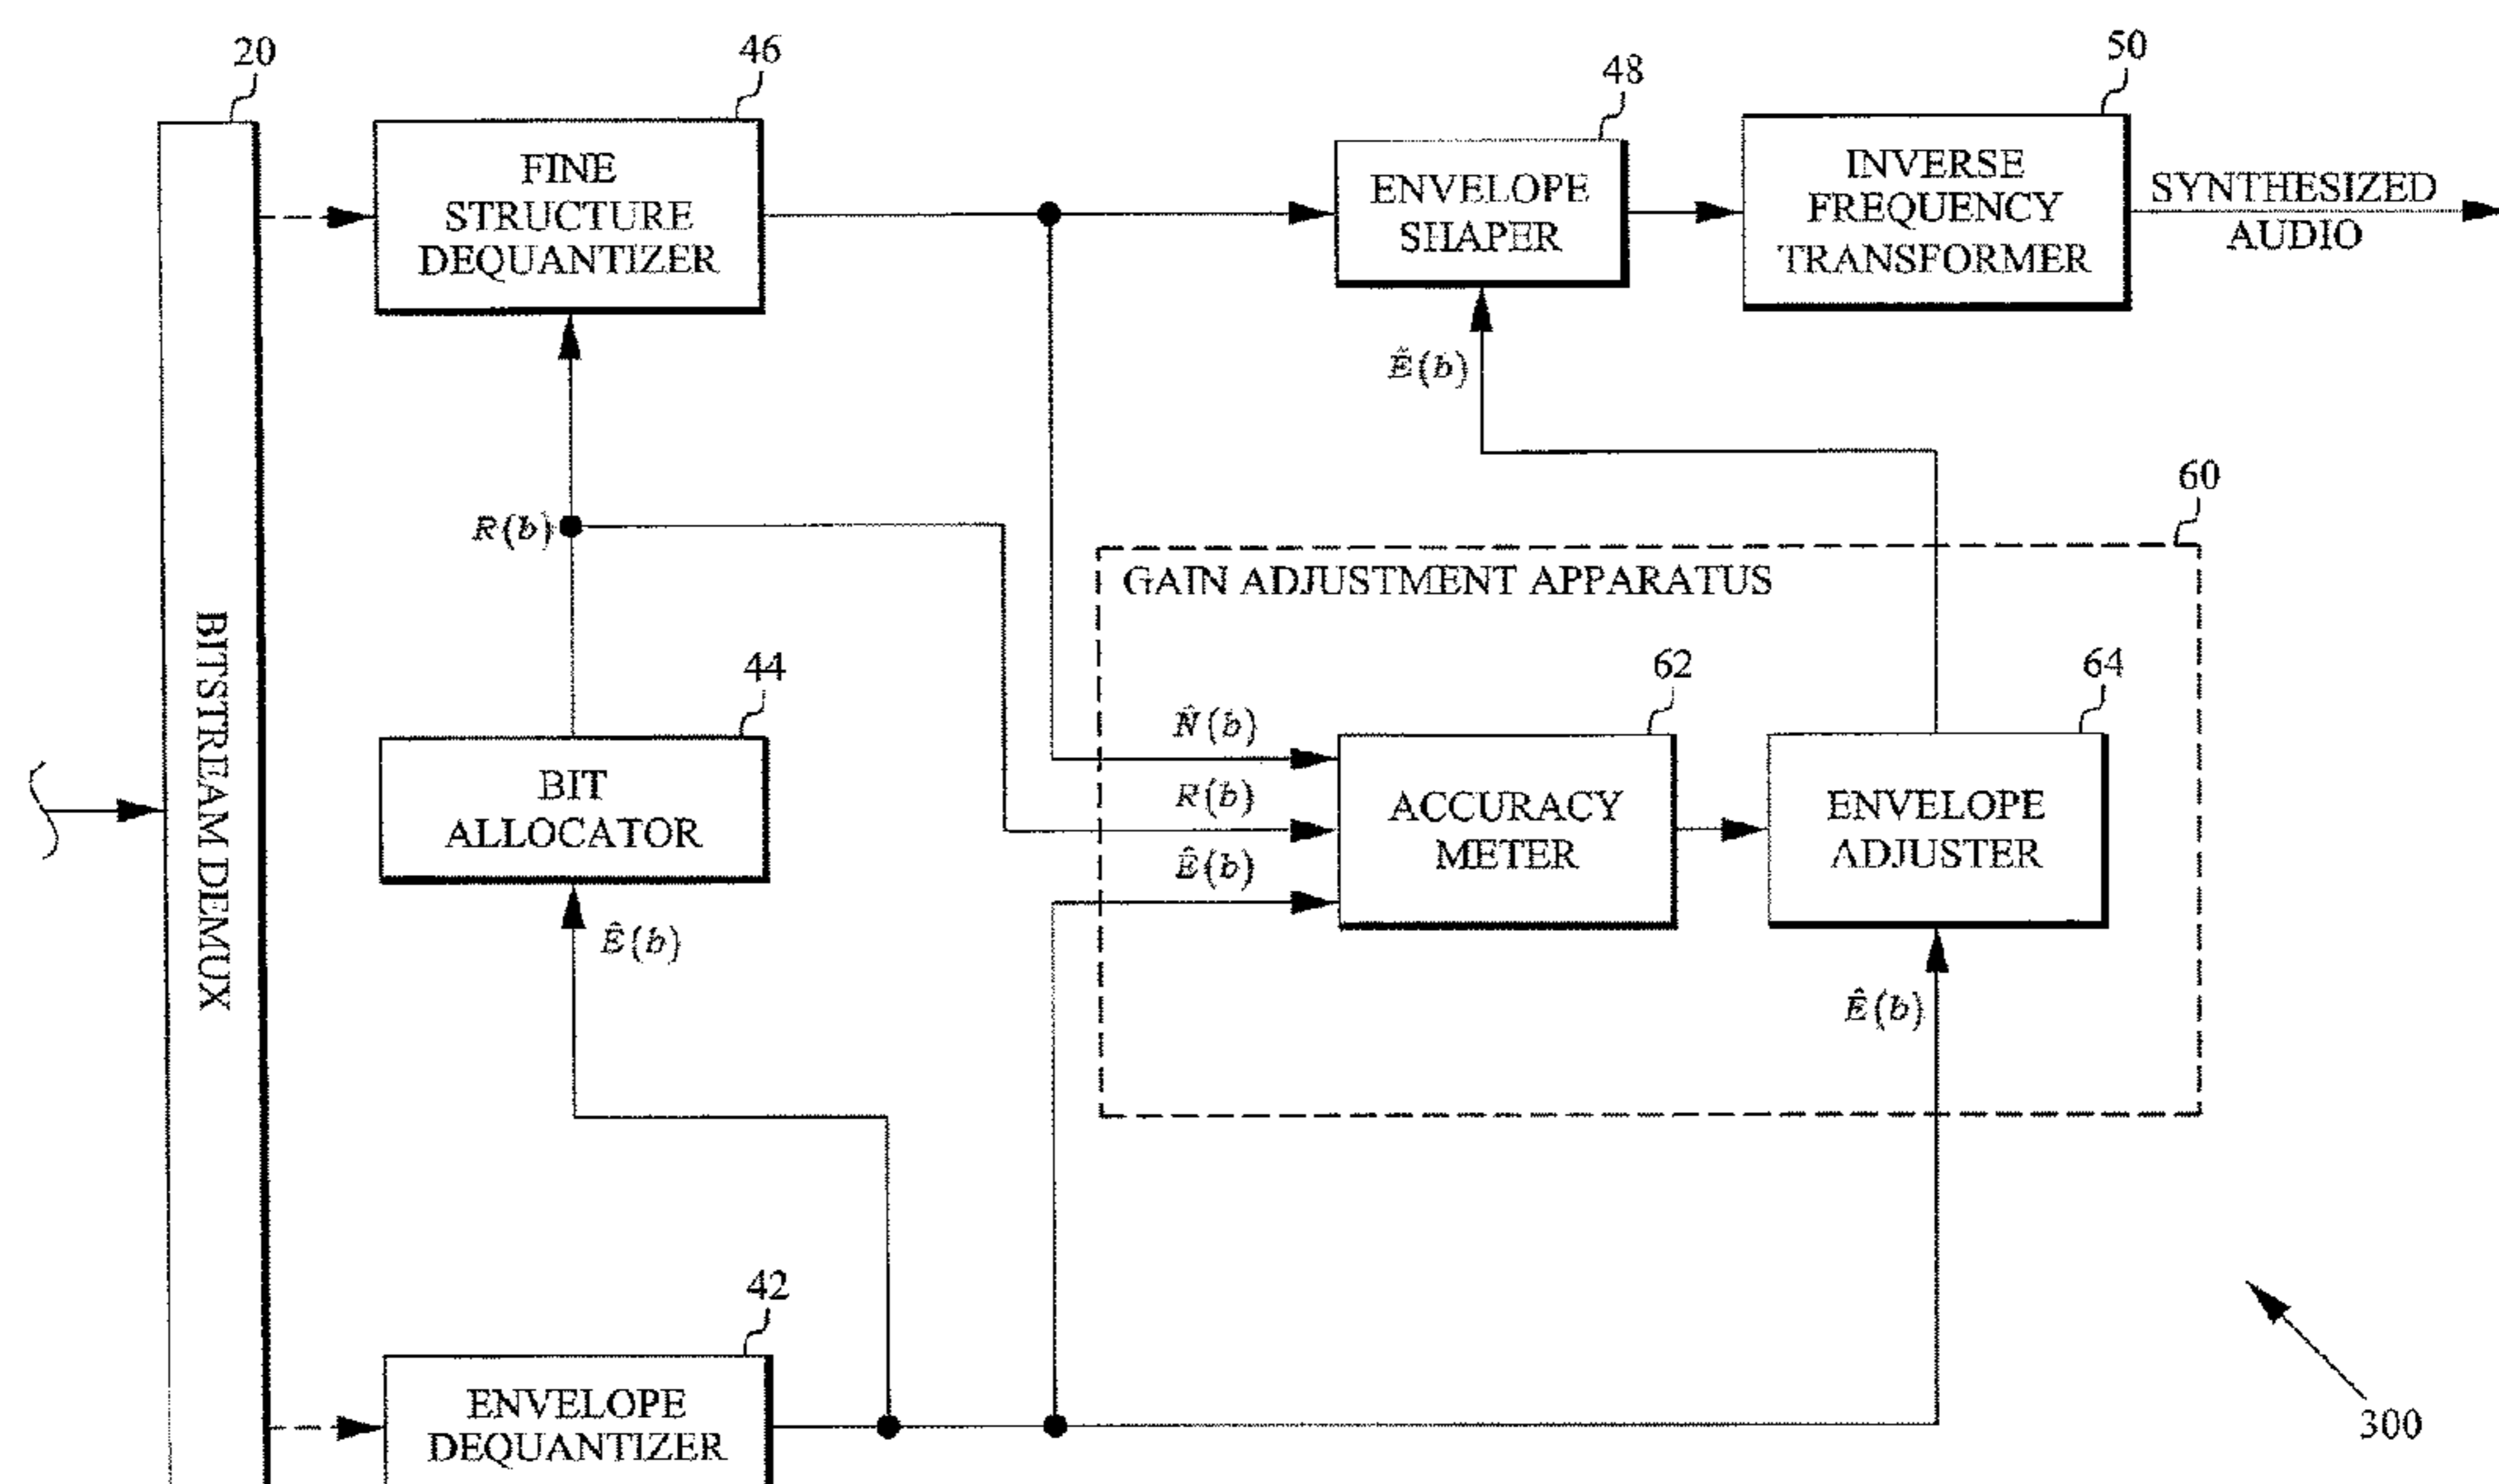 20
46
48
50
FINE
STRUCTURE
DEQUANTIZER
ENVELOPE
SHAPER
INVERSE
FREQUENCY
TRANSFORMER
SYNTHESIZED
AUDIO
Ẽ(b)
60
R(b)
GAIN ADJUSTMENT APPARATUS
44
62
64
BITSTREAM DEMUX
BIT
ALLOCATOR
N̂(b)
R(b)
Ê(b)
ACCURACY
METER
ENVELOPE
ADJUSTER
Ê(b)
Ê(b)
42
ENVELOPE
DEQUANTIZER
300